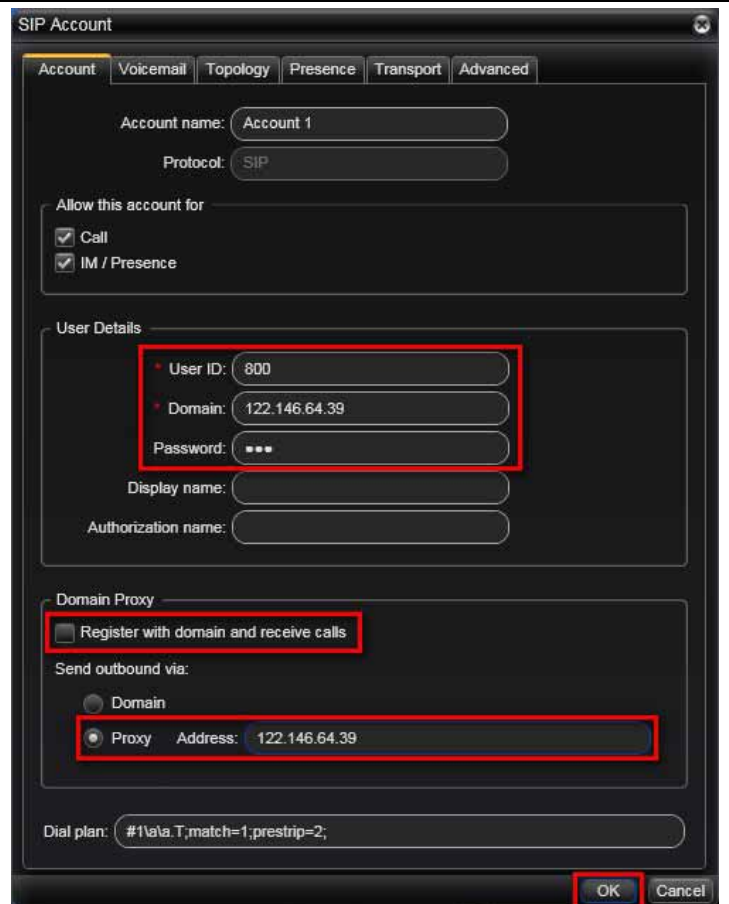 SIP Account
Account Voicemail Topology Presence Transport Advanced
Account name: Account 1
Protocol: SIP
Allow this account for
Call
IM / Presence
User Details
* User ID: 800
* Domain: 122.146.64.39
Password: •••
Display name:
Authorization name:
Domain Proxy
Register with domain and receive calls
Send outbound via:
Domain
Proxy Address: 122.146.64.39
Dial plan: #1\a\a.T;match=1;prestrip=2;
OK Cancel